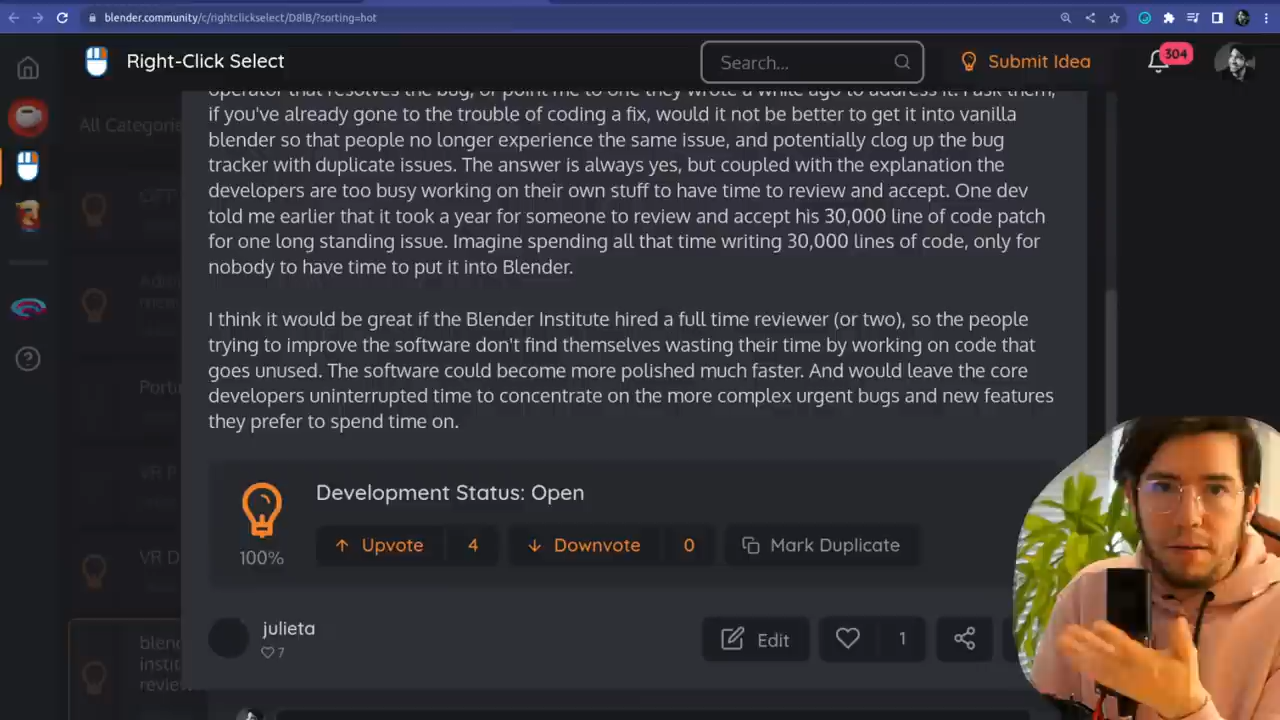 blender.community/c/rightclickselect/D8lB/?sorting=hot
Right-Click Select
Search...
Submit Idea
304
operator that resolves the bug, or point me to one they wrote a while ago to address it. I ask them,
if you've already gone to the trouble of coding a fix, would it not be better to get it into vanilla
blender so that people no longer experience the same issue, and potentially clog up the bug
tracker with duplicate issues. The answer is always yes, but coupled with the explanation the
developers are too busy working on their own stuff to have time to review and accept. One dev
told me earlier that it took a year for someone to review and accept his 30,000 line of code patch
for one long standing issue. Imagine spending all that time writing 30,000 lines of code, only for
nobody to have time to put it into Blender.
I think it would be great if the Blender Institute hired a full time reviewer (or two), so the people
trying to improve the software don't find themselves wasting their time by working on code that
goes unused. The software could become more polished much faster. And would leave the core
developers uninterrupted time to concentrate on the more complex urgent bugs and new features
they prefer to spend time on.
All Categorie
Portu
VR P
VR D
blend
instit
review
Development Status: Open
100%
Upvote 4
Downvote 0
Mark Duplicate
julieta
7
Edit
1